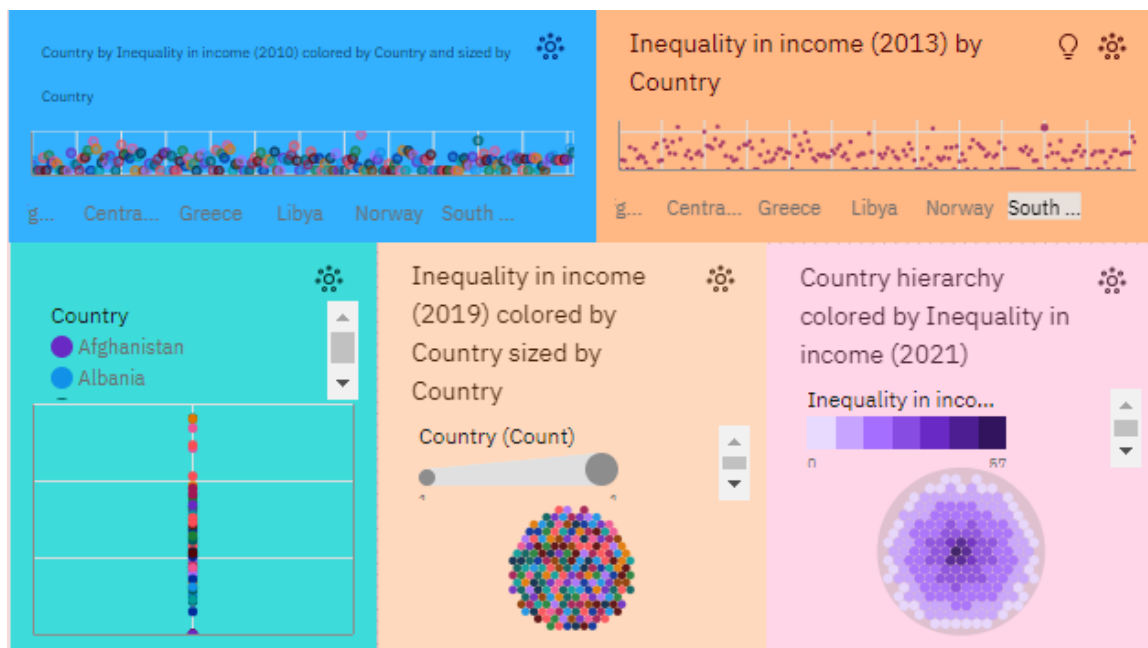 Country by Inequality in income (2010) colored by Country and sized by
Country
g... Centra... Greece Libya Norway South ...
Inequality in income (2013) by
Country
g... Centra... Greece Libya Norway South ...
Country
Afghanistan
Albania
Inequality in income
(2019) colored by
Country sized by
Country
Country (Count)
Country hierarchy
colored by Inequality in
income (2021)
Inequality in inco...
0